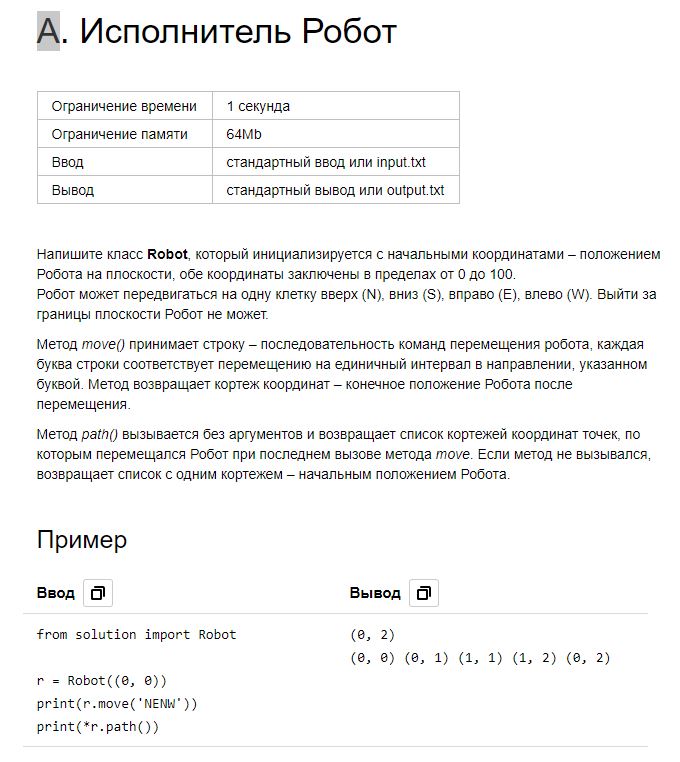 A. Исполнитель Робот
Ограничение времени 1 секунда
Ограничение памяти 64Mb
Ввод стандартный ввод или input.txt
Вывод стандартный вывод или output.txt
Напишите класс Robot, который инициализируется с начальными координатами – положением
Робота на плоскости, обе координаты заключены в пределах от 0 до 100.
Робот может передвигаться на одну клетку вверх (N), вниз (S), вправо (E), влево (W). Выйти за
границы плоскости Робот не может.
Метод move() принимает строку – последовательность команд перемещения робота, каждая
буква строки соответствует перемещению на единичный интервал в направлении, указанном
буквой. Метод возвращает кортеж координат – конечное положение Робота после
перемещения.
Метод path() вызывается без аргументов и возвращает список кортежей координат точек, по
которым перемещался Робот при последнем вызове метода move. Если метод не вызывался,
возвращает список с одним кортежем – начальным положением Робота.
Пример
Ввод Вывод
from solution import Robot (0, 2)
(0, 0) (0, 1) (1, 1) (1, 2) (0, 2)
r = Robot((0, 0))
print(r.move('NENW'))
print(*r.path())